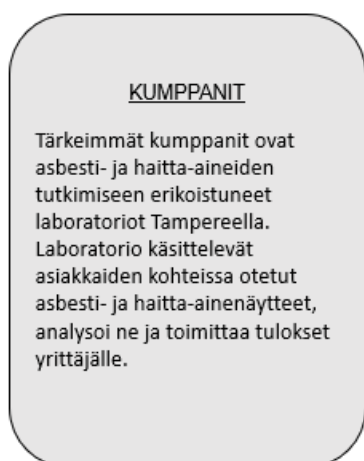 KUMPPANIT
Tärkeimmät kumppanit ovat
asbesti- ja haitta-aineiden
tutkimiseen erikoistuneet
laboratoriot Tampereella.
Laboratorio käsittelevät
asiakkaiden kohteissa otetut
asbesti- ja haitta-ainenäytteet,
analysoi ne ja toimittaa tulokset
yrittäjälle.